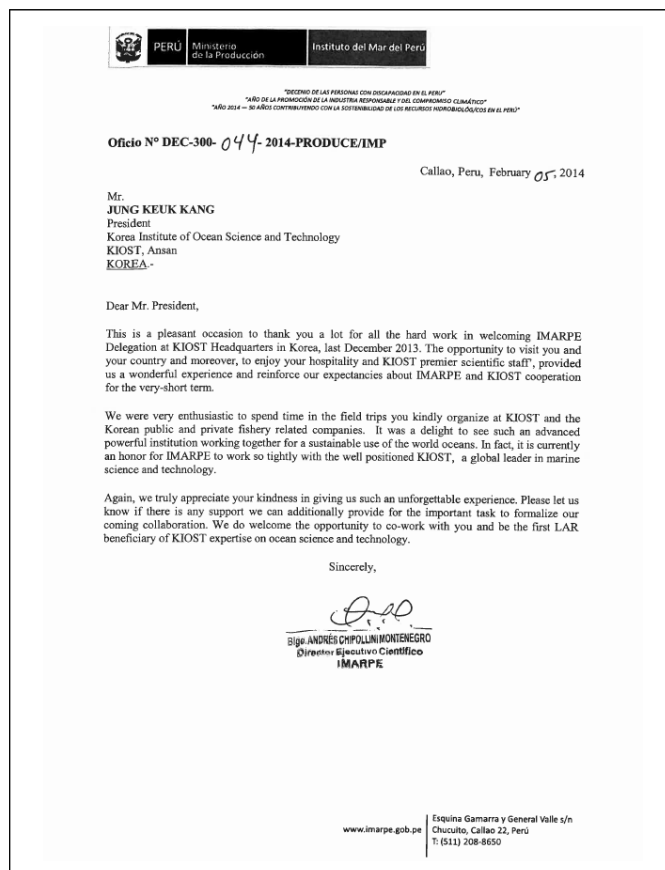 PERÚ
Ministerio
de la Producción
Instituto del Mar del Perú
"DECENIO DE LAS PERSONAS CON DISCAPACIDAD EN EL PERU"
"AÑO DE LA PROMOCIÓN DE LA INDUSTRIA RESPONSABLE Y DEL COMPROMISO CLIMÁTICO"
"AÑO 2014 — 50 AÑOS CONTRIBUYENDO CON LA SOSTENIBILIDAD DE LOS RECURSOS HIDROBIOLÓGICOS EN EL PERÚ"
Oficio Nº DEC-300- 044- 2014-PRODUCE/IMP
Callao, Peru, February 05, 2014
Mr.
JUNG KEUK KANG
President
Korea Institute of Ocean Science and Technology
KIOST, Ansan
KOREA.-
Dear Mr. President,
This is a pleasant occasion to thank you a lot for all the hard work in welcoming IMARPE
Delegation at KIOST Headquarters in Korea, last December 2013. The opportunity to visit you and
your country and moreover, to enjoy your hospitality and KIOST premier scientific staff, provided
us a wonderful experience and reinforce our expectancies about IMARPE and KIOST cooperation
for the very-short term.
We were very enthusiastic to spend time in the field trips you kindly organize at KIOST and the
Korean public and private fishery related companies. It was a delight to see such an advanced
powerful institution working together for a sustainable use of the world oceans. In fact, it is currently
an honor for IMARPE to work so tightly with the well positioned KIOST, a global leader in marine
science and technology.
Again, we truly appreciate your kindness in giving us such an unforgettable experience. Please let us
know if there is any support we can additionally provide for the important task to formalize our
coming collaboration. We do welcome the opportunity to co-work with you and be the first LAR
beneficiary of KIOST expertise on ocean science and technology.
Sincerely,
Blgo. ANDRÉS CHIPOLLINI MONTENEGRO
Director Ejecutivo Científico
IMARPE
www.imarpe.gob.pe
Esquina Gamarra y General Valle s/n
Chucuito, Callao 22, Perú
T: (511) 208-8650